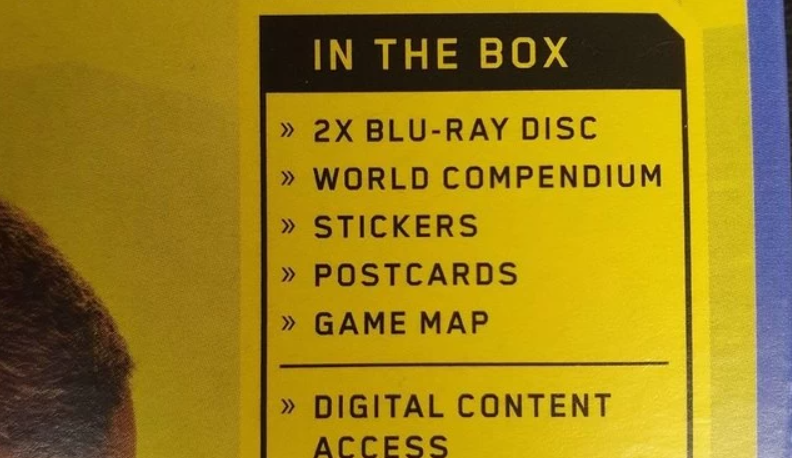 IN THE BOX
» 2X BLU-RAY DISC
» WORLD COMPENDIUM
» STICKERS
» POSTCARDS
» GAME MAP
» DIGITAL CONTENT
ACCESS